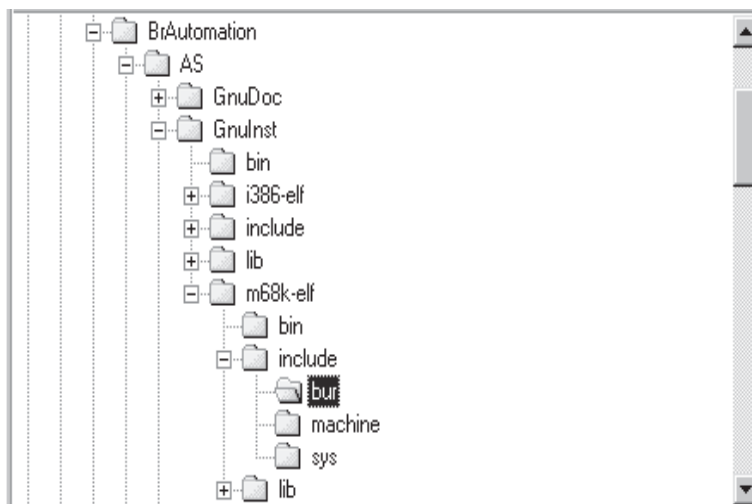 BrAutomation
AS
GnuDoc
GnuInst
bin
i386-elf
include
lib
m68k-elf
bin
include
bur
machine
sys
lib